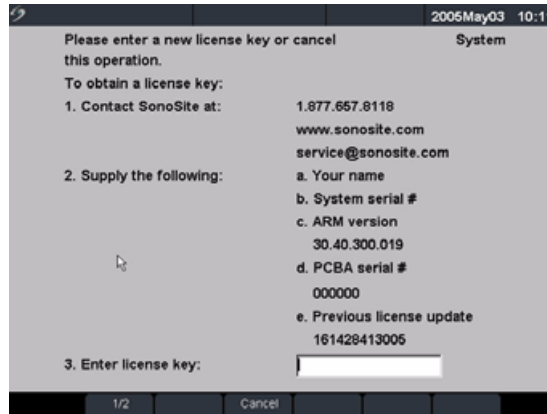 2005May03 10:1
Please enter a new license key or cancel System
this operation.
To obtain a license key:
1. Contact SonoSite at: 1.877.657.8118
www.sonosite.com
service@sonosite.com
2. Supply the following: a. Your name
b. System serial #
c. ARM version
30.40.300.019
d. PCBA serial #
000000
e. Previous license update
161428413005
3. Enter license key:
1/2 Cancel